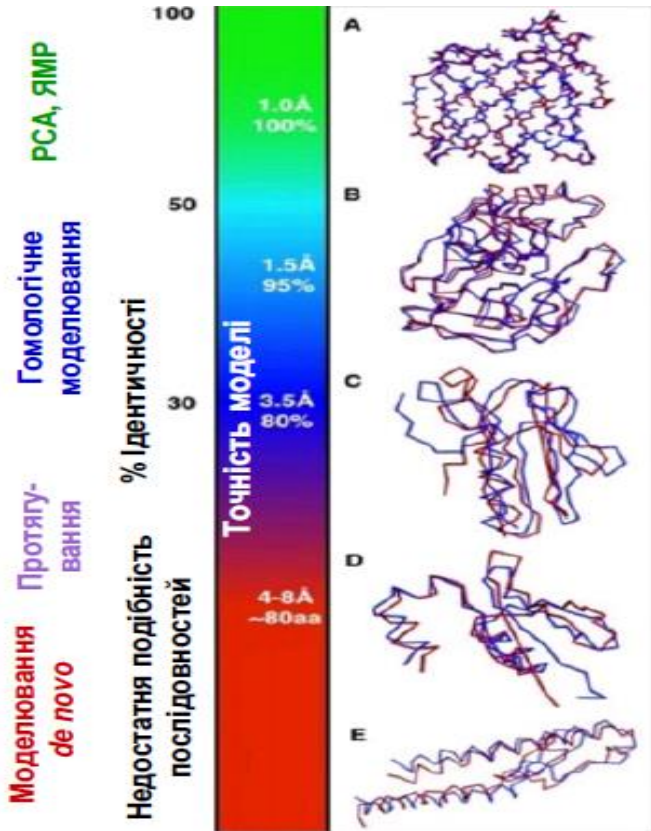 РСА, ЯМР
Гомологічне
моделювання
Протягу-
вання
Моделювання
de novo
% Ідентичності
Недостатня подібність
послідовностей
100
50
30
Точність моделі
1.0Å
100%
1.5Å
95%
3.5Å
80%
4-8Å
~80aa
A
B
C
D
E